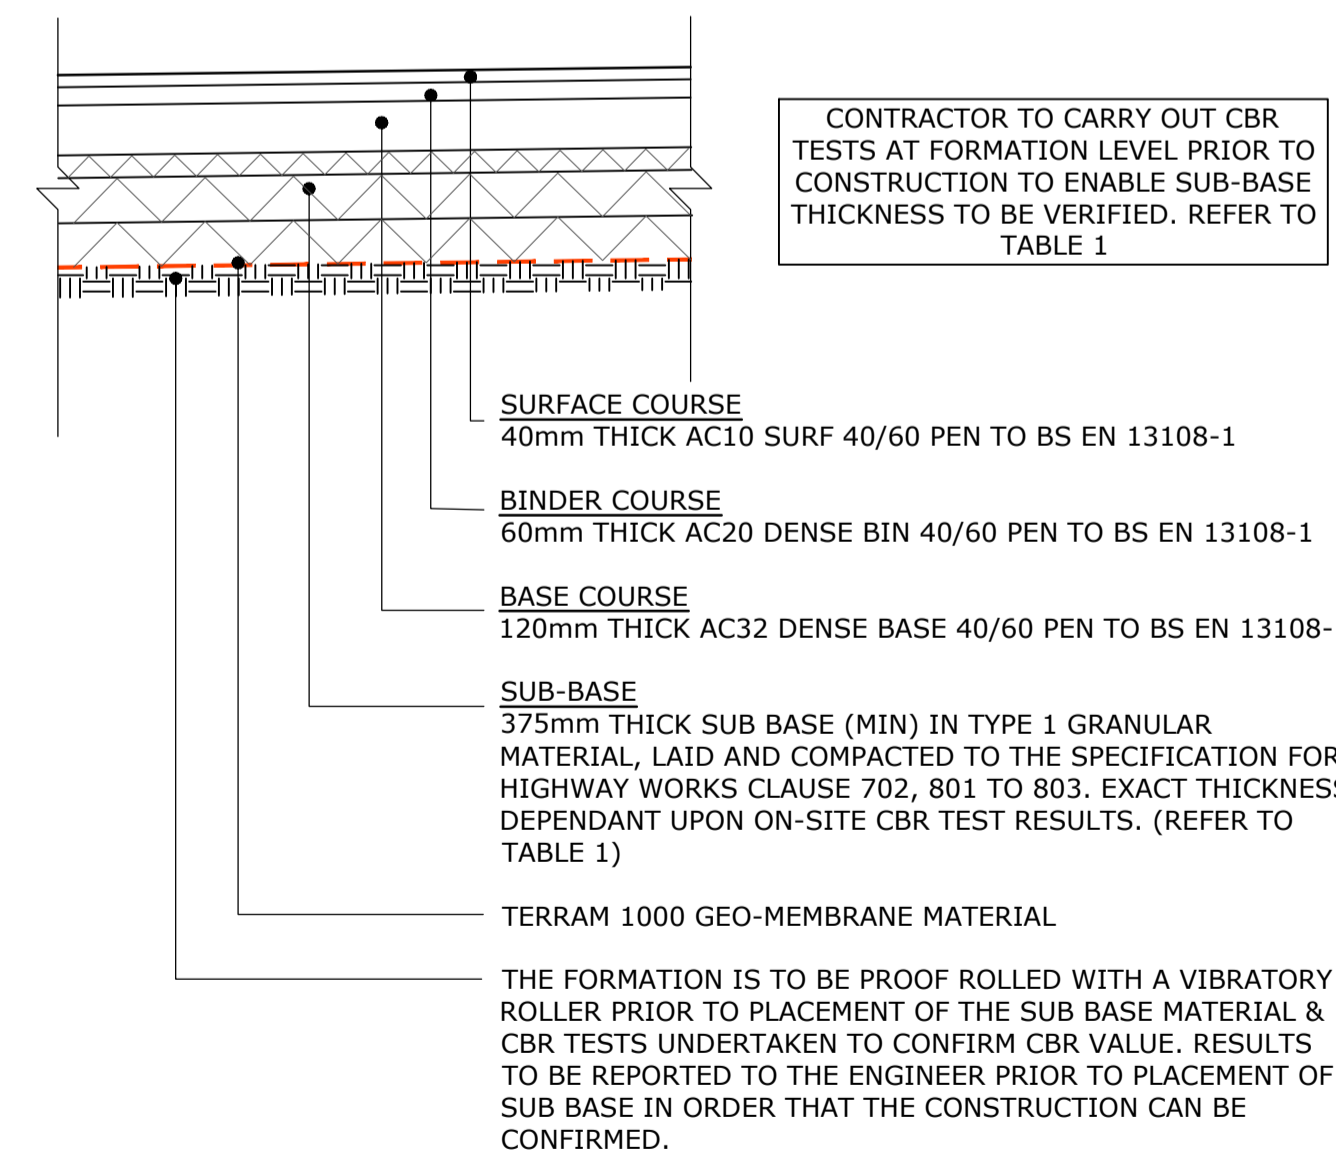 CONTRACTOR TO CARRY OUT CBR
TESTS AT FORMATION LEVEL PRIOR TO
CONSTRUCTION TO ENABLE SUB-BASE
THICKNESS TO BE VERIFIED. REFER TO
TABLE 1
SURFACE COURSE
40mm THICK AC10 SURF 40/60 PEN TO BS EN 13108-1
BINDER COURSE
60mm THICK AC20 DENSE BIN 40/60 PEN TO BS EN 13108-1
BASE COURSE
120mm THICK AC32 DENSE BASE 40/60 PEN TO BS EN 13108-
SUB-BASE
375mm THICK SUB BASE (MIN) IN TYPE 1 GRANULAR
MATERIAL, LAID AND COMPACTED TO THE SPECIFICATION FOR
HIGHWAY WORKS CLAUSE 702, 801 TO 803. EXACT THICKNESS
DEPENDANT UPON ON-SITE CBR TEST RESULTS. (REFER TO
TABLE 1)
TERRAM 1000 GEO-MEMBRANE MATERIAL
THE FORMATION IS TO BE PROOF ROLLED WITH A VIBRATORY
ROLLER PRIOR TO PLACEMENT OF THE SUB BASE MATERIAL &
CBR TESTS UNDERTAKEN TO CONFIRM CBR VALUE. RESULTS
TO BE REPORTED TO THE ENGINEER PRIOR TO PLACEMENT OF
SUB BASE IN ORDER THAT THE CONSTRUCTION CAN BE
CONFIRMED.